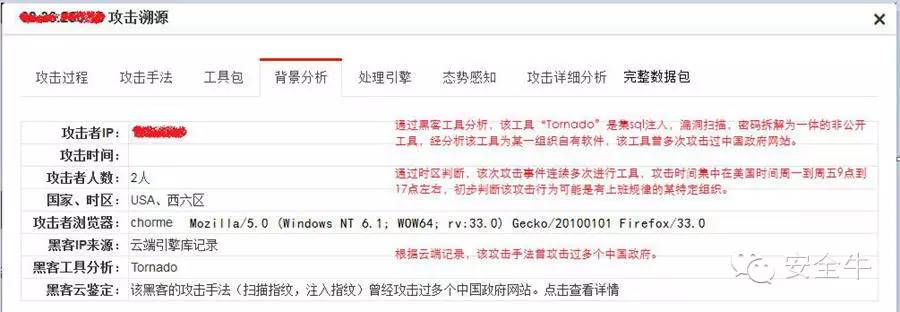 攻击溯源
×
攻击过程 攻击手法 工具包 背景分析 处理引擎 态势感知 攻击详细分析 完整数据包
攻击者IP：
攻击时间：
攻击者人数： 2人
国家、时区： USA、西六区
攻击者浏览器： chorme Mozilla/5.0 (Windows NT 6.1; WOW64; rv:33.0) Gecko/20100101 Firefox/33.0
黑客IP来源： 云端引擎库记录
黑客工具分析： Tornado
黑客云鉴定： 该黑客的攻击手法（扫描指纹，注入指纹）曾经攻击过多个中国政府网站。点击查看详情
通过黑客工具分析，该工具“Tornado”是集sql注入，漏洞扫描，密码拆解为一体的非公开
工具，经分析该工具为某一组织自有软件，该工具曾多次攻击过中国政府网站。
通过时区判断，该次攻击事件连续多次进行工具，攻击时间集中在美国时间周一到周五9点到
17点左右，初步判断该攻击行为可能是有上班规律的某特定组织。
根据云端记录，该攻击手法曾攻击过多个中国政府。
安全牛